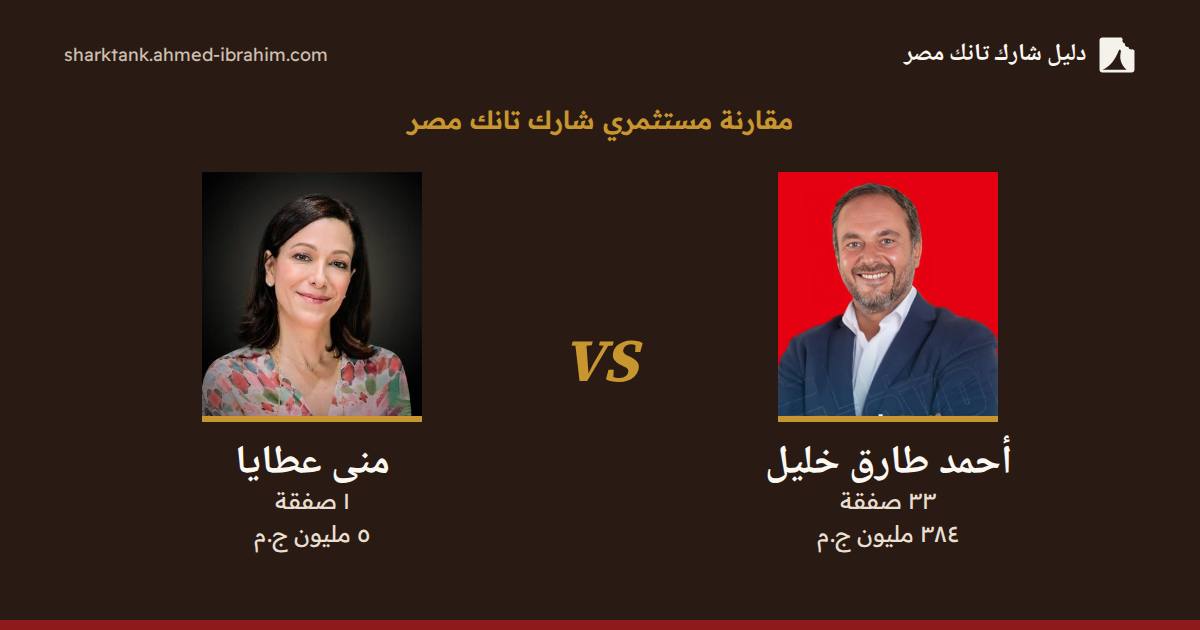 دليل شارك تانك مصر
sharktank.ahmed-ibrahim.com
مقارنة مستثمري شارك تانك مصر
أحمد طارق خليل
٣٣ صفقة
٣٨٤ مليون ج.م
VS
منى عطايا
١ صفقة
٥ مليون ج.م